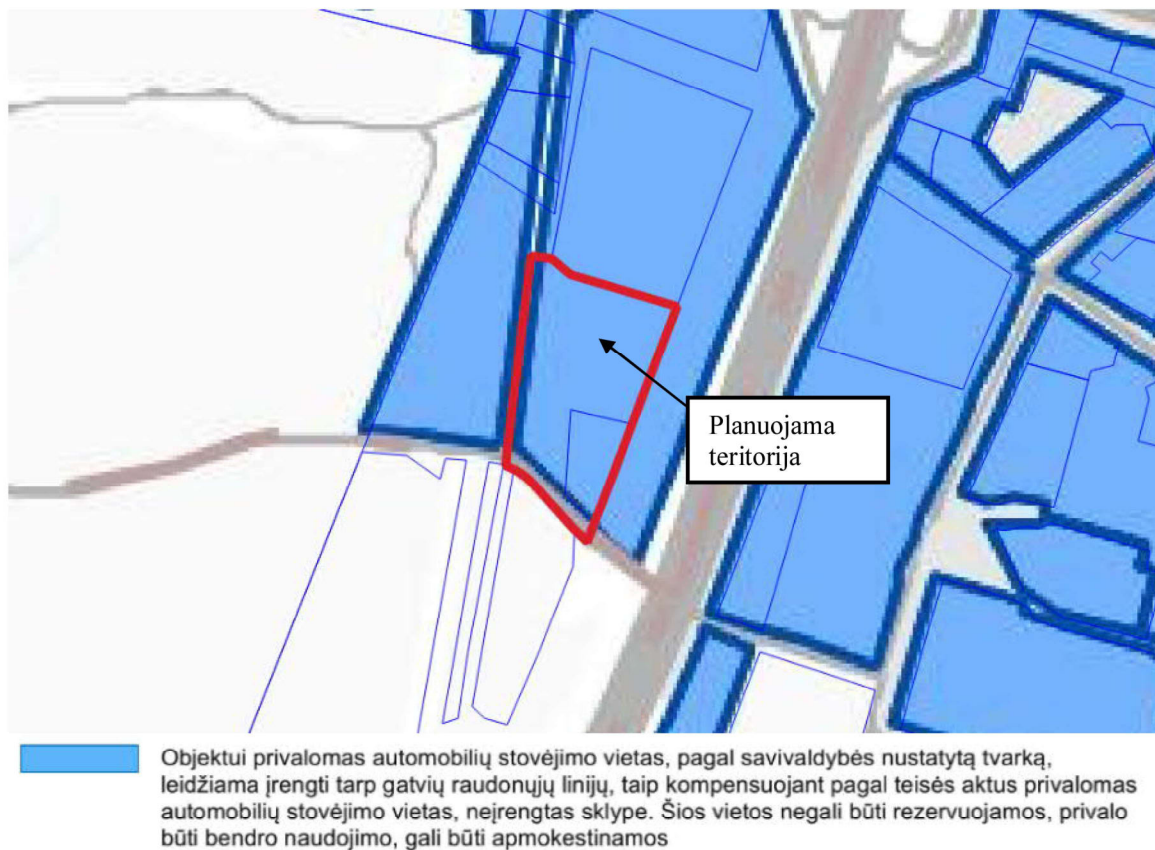 Planuojama
teritorija
Objektui privalomas automobilių stovėjimo vietas, pagal savivaldybės nustatytą tvarką,
leidžiama įrengti tarp gatvių raudonųjų linijų, taip kompensuojant pagal teisės aktus privalomas
automobilių stovėjimo vietas, neįrengtas sklype. Šios vietos negali būti rezervuojamos, privalo
būti bendro naudojimo, gali būti apmokestinamos